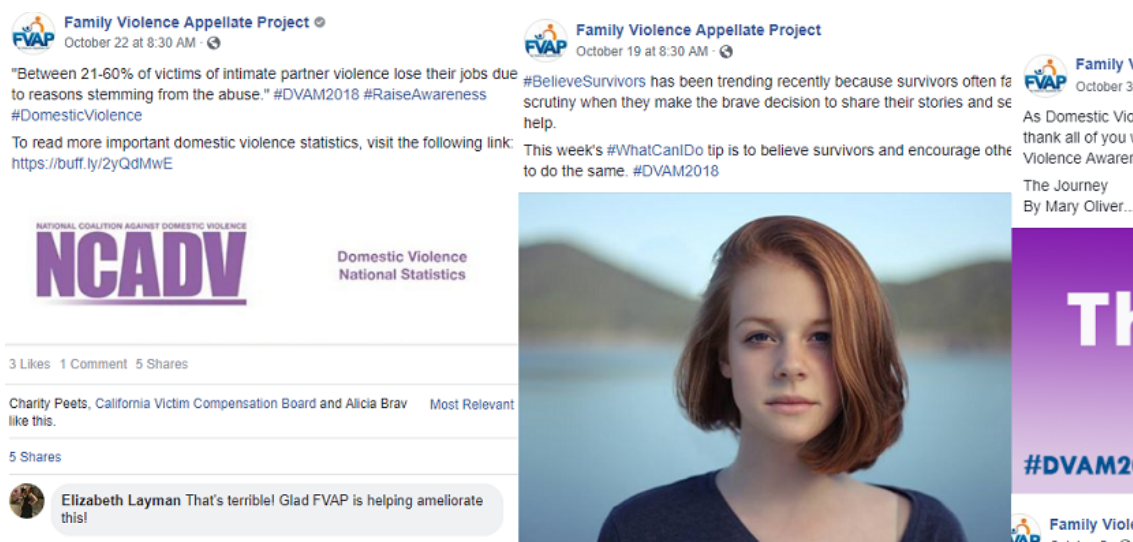 Family Violence Appellate Project
October 22 at 8:30 AM ·
"Between 21-60% of victims of intimate partner violence lose their jobs due
to reasons stemming from the abuse." #DVAM2018 #RaiseAwareness
#DomesticViolence
To read more important domestic violence statistics, visit the following link:
https://buff.ly/2yQdMwE
NATIONAL COALITION AGAINST DOMESTIC VIOLENCE
NCADV
Domestic Violence
National Statistics
3 Likes 1 Comment 5 Shares
Charity Peets, California Victim Compensation Board and Alicia Brav
like this.
Most Relevant
5 Shares
Elizabeth Layman That's terrible! Glad FVAP is helping ameliorate
this!
FVAP
Family Violence Appellate Project
October 19 at 8:30 AM ·
FVAP
#BelieveSurvivors has been trending recently because survivors often fa
scrutiny when they make the brave decision to share their stories and se
help.
This week's #WhatCanIDo tip is to believe survivors and encourage othe
to do the same. #DVAM2018
Family V
October 3
FVAP
As Domestic Vio
thank all of you
Violence Awaren
The Journey
By Mary Oliver...
Th
#DVAM2
Family Viole
FVAP